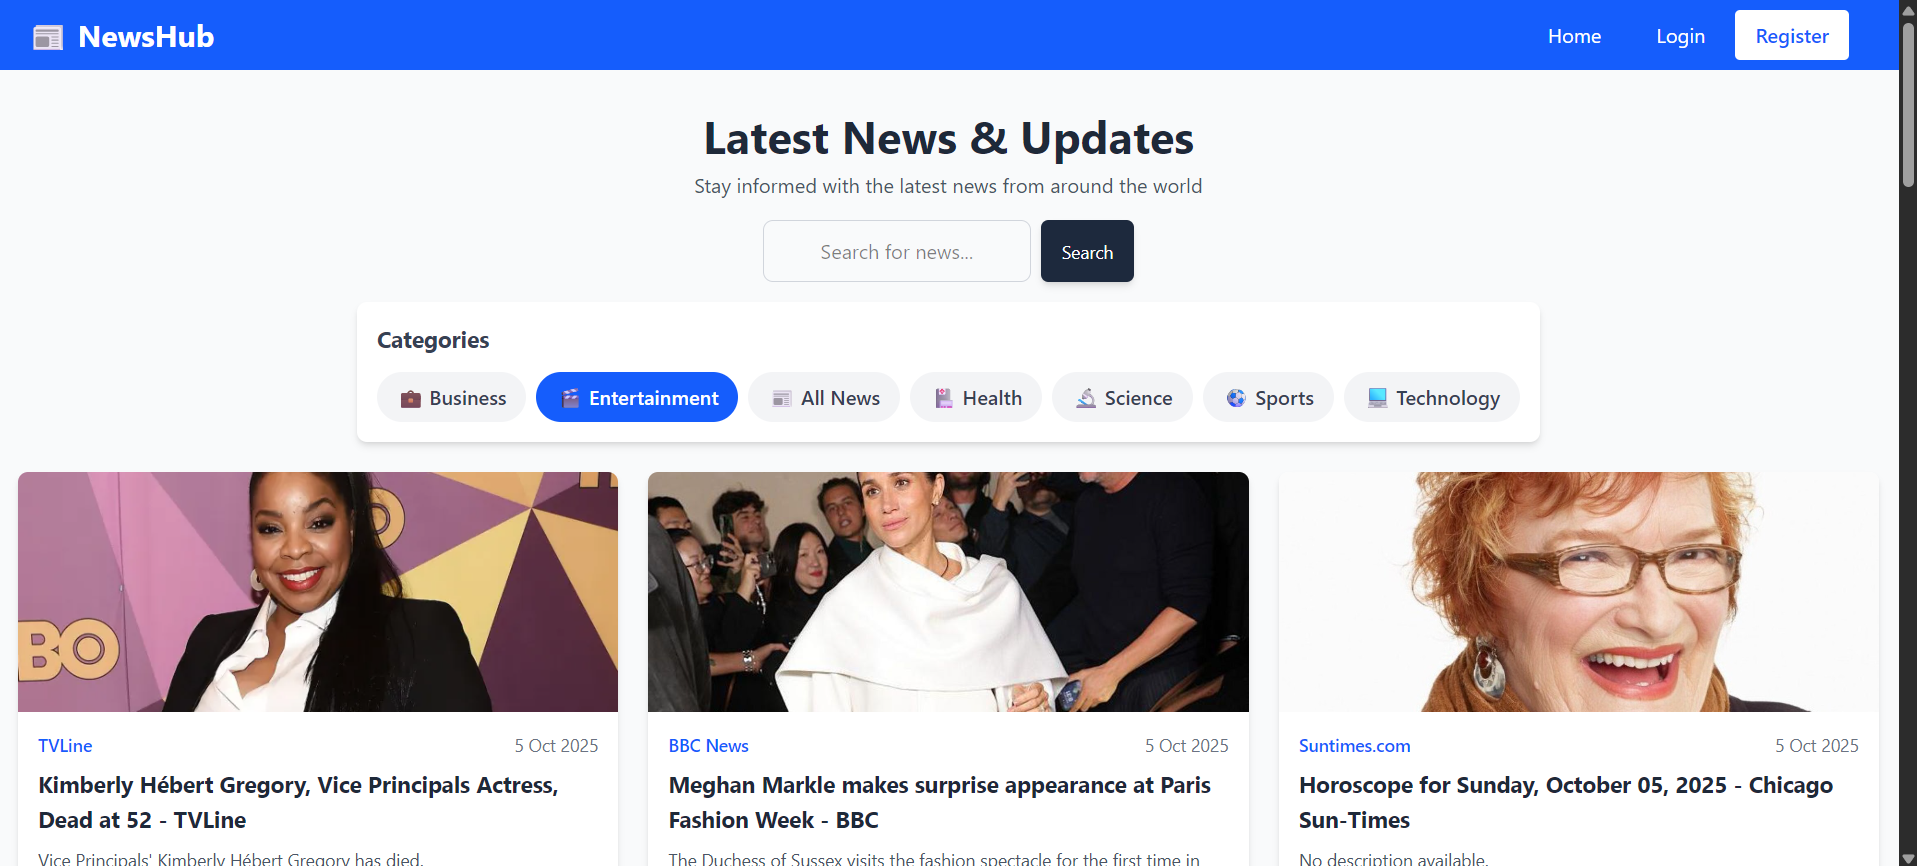 NewsHub
Home
Login
Register
Latest News & Updates
Stay informed with the latest news from around the world
Search for news...
Search
Categories
Business
Entertainment
All News
Health
Science
Sports
Technology
BO
O
TVLine
5 Oct 2025
Kimberly Hébert Gregory, Vice Principals Actress,
Dead at 52 - TVLine
Vice Principals' Kimberly Hébert Gregory has died.
BBC News
5 Oct 2025
Meghan Markle makes surprise appearance at Paris
Fashion Week - BBC
The Duchess of Sussex visits the fashion spectacle for the first time in
Suntimes.com
5 Oct 2025
Horoscope for Sunday, October 05, 2025 - Chicago
Sun-Times
No description available.